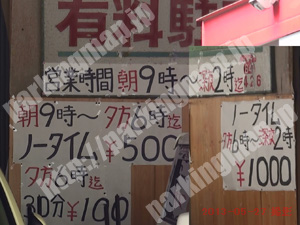 有料駐
営業時間 朝9時〜夜2時迄
朝9時〜夕方6時迄
ノータイム ¥500
夕方6時迄
30分 ¥100
ノータイム
夕方6時〜夜2時
¥1000